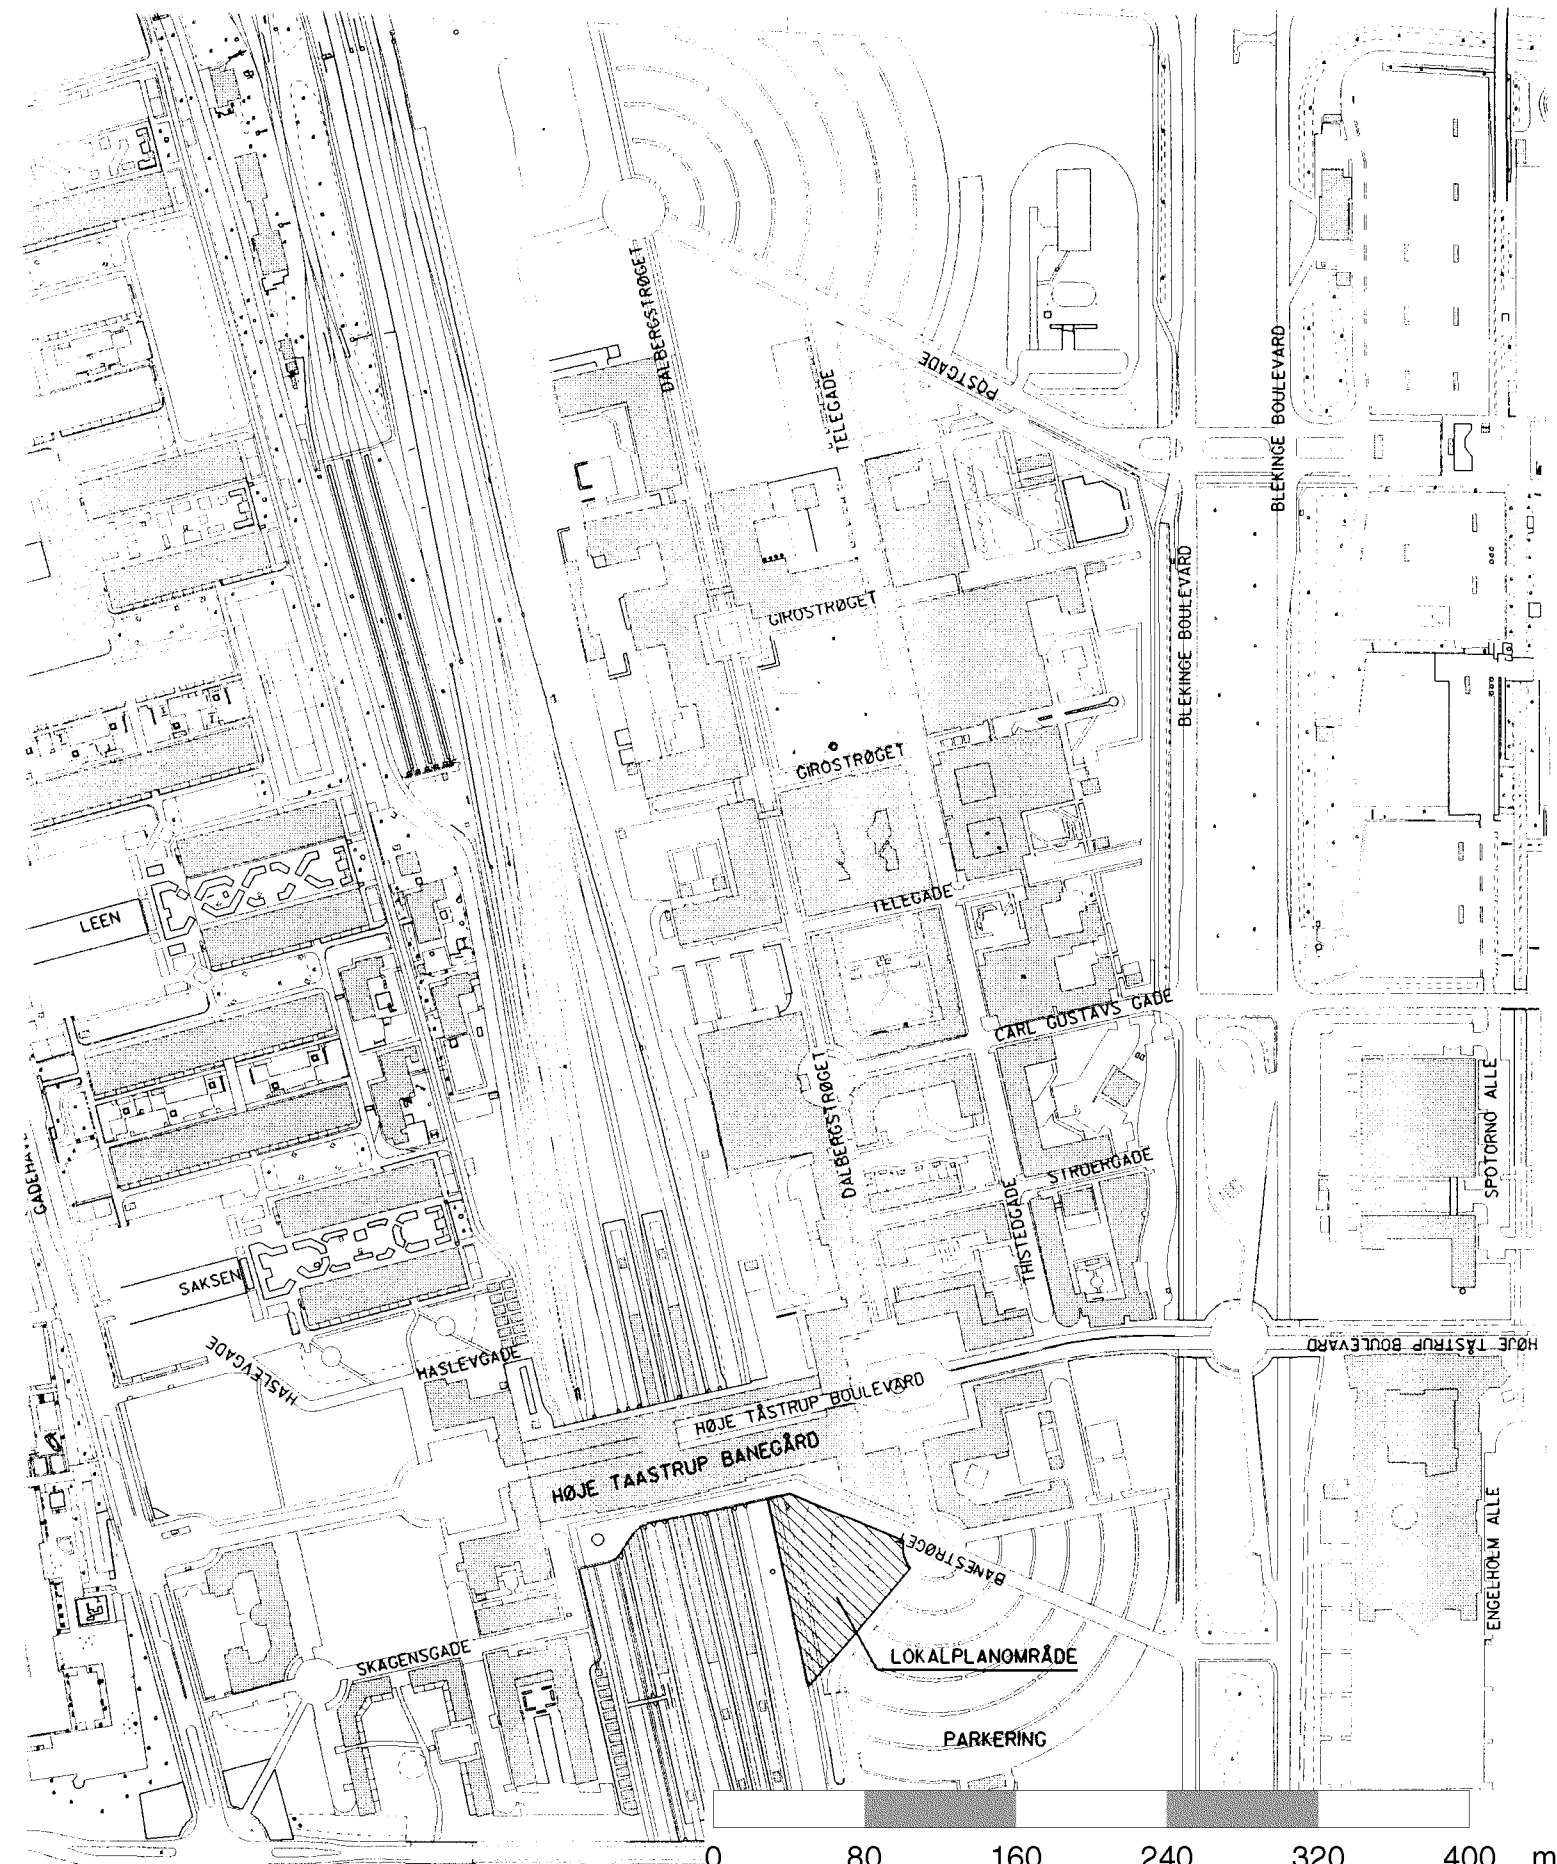 DALBERGSTRØGET
TELEGADE
POSTGADE
BLEKINGE BOULEVARD
BLEKINGE BOULEVARD
GIROSTRØGET
GIROSTRØGET
TELEGADE
LEEN
CARL GUSTAVS GADE
DALBERGSTRØGET
STRUERGADE
THISTEDGADE
SPOTORNO ALLE
SAKSEN
HASLEVGADE
HASLEVGADE
HØJE TÅSTRUP BOULEVARD
HØJE TÅSTRUP BOULEVARD
HØJE TAASTRUP BANEGÅRD
BANESTRØGET
ENGELHOLM ALLE
SKAGENSGADE
LOKALPLANOMRÅDE
PARKERING
0 80 160 240 320 400 m